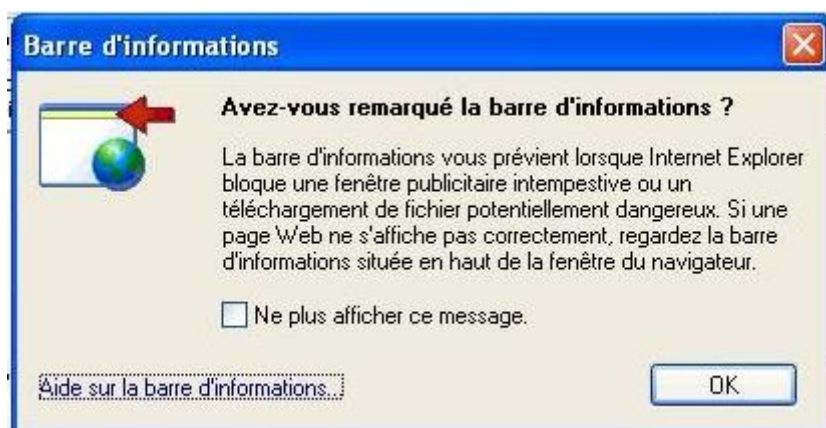 Barre d'informations
Avez-vous remarqué la barre d'informations ?
La barre d'informations vous prévient lorsque Internet Explorer
bloque une fenêtre publicitaire intempestive ou un
téléchargement de fichier potentiellement dangereux. Si une
page Web ne s'affiche pas correctement, regardez la barre
d'informations située en haut de la fenêtre du navigateur.
Ne plus afficher ce message.
Aide sur la barre d'informations...
OK